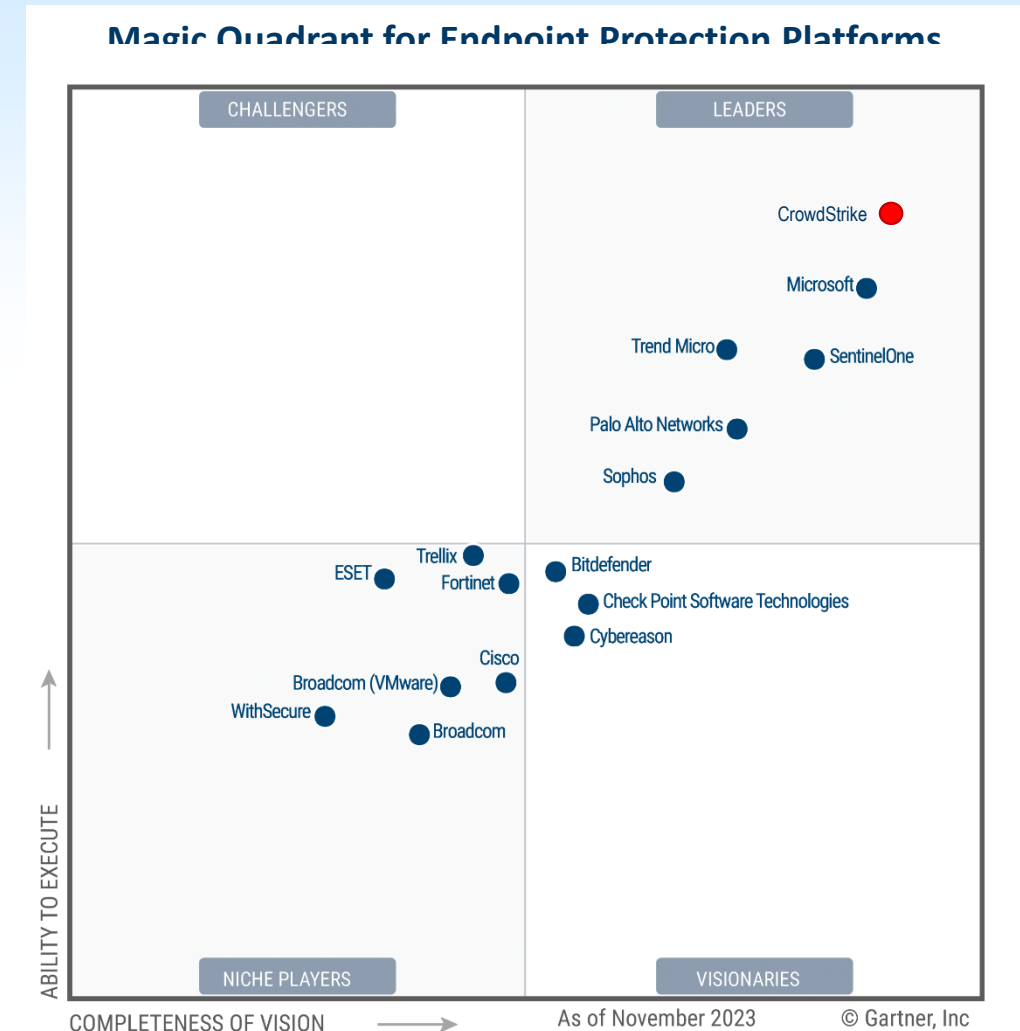 Magic Quadrant for Endpoint Protection Platforms
CHALLENGERS
LEADERS
CrowdStrike
Microsoft
Trend Micro
SentinelOne
Palo Alto Networks
Sophos
Trellix
ESET
Fortinet
Bitdefender
Check Point Software Technologies
Cybereason
Cisco
Broadcom (VMware)
WithSecure
Broadcom
ABILITY TO EXECUTE
NICHE PLAYERS
VISIONARIES
COMPLETENESS OF VISION
As of November 2023
© Gartner, Inc